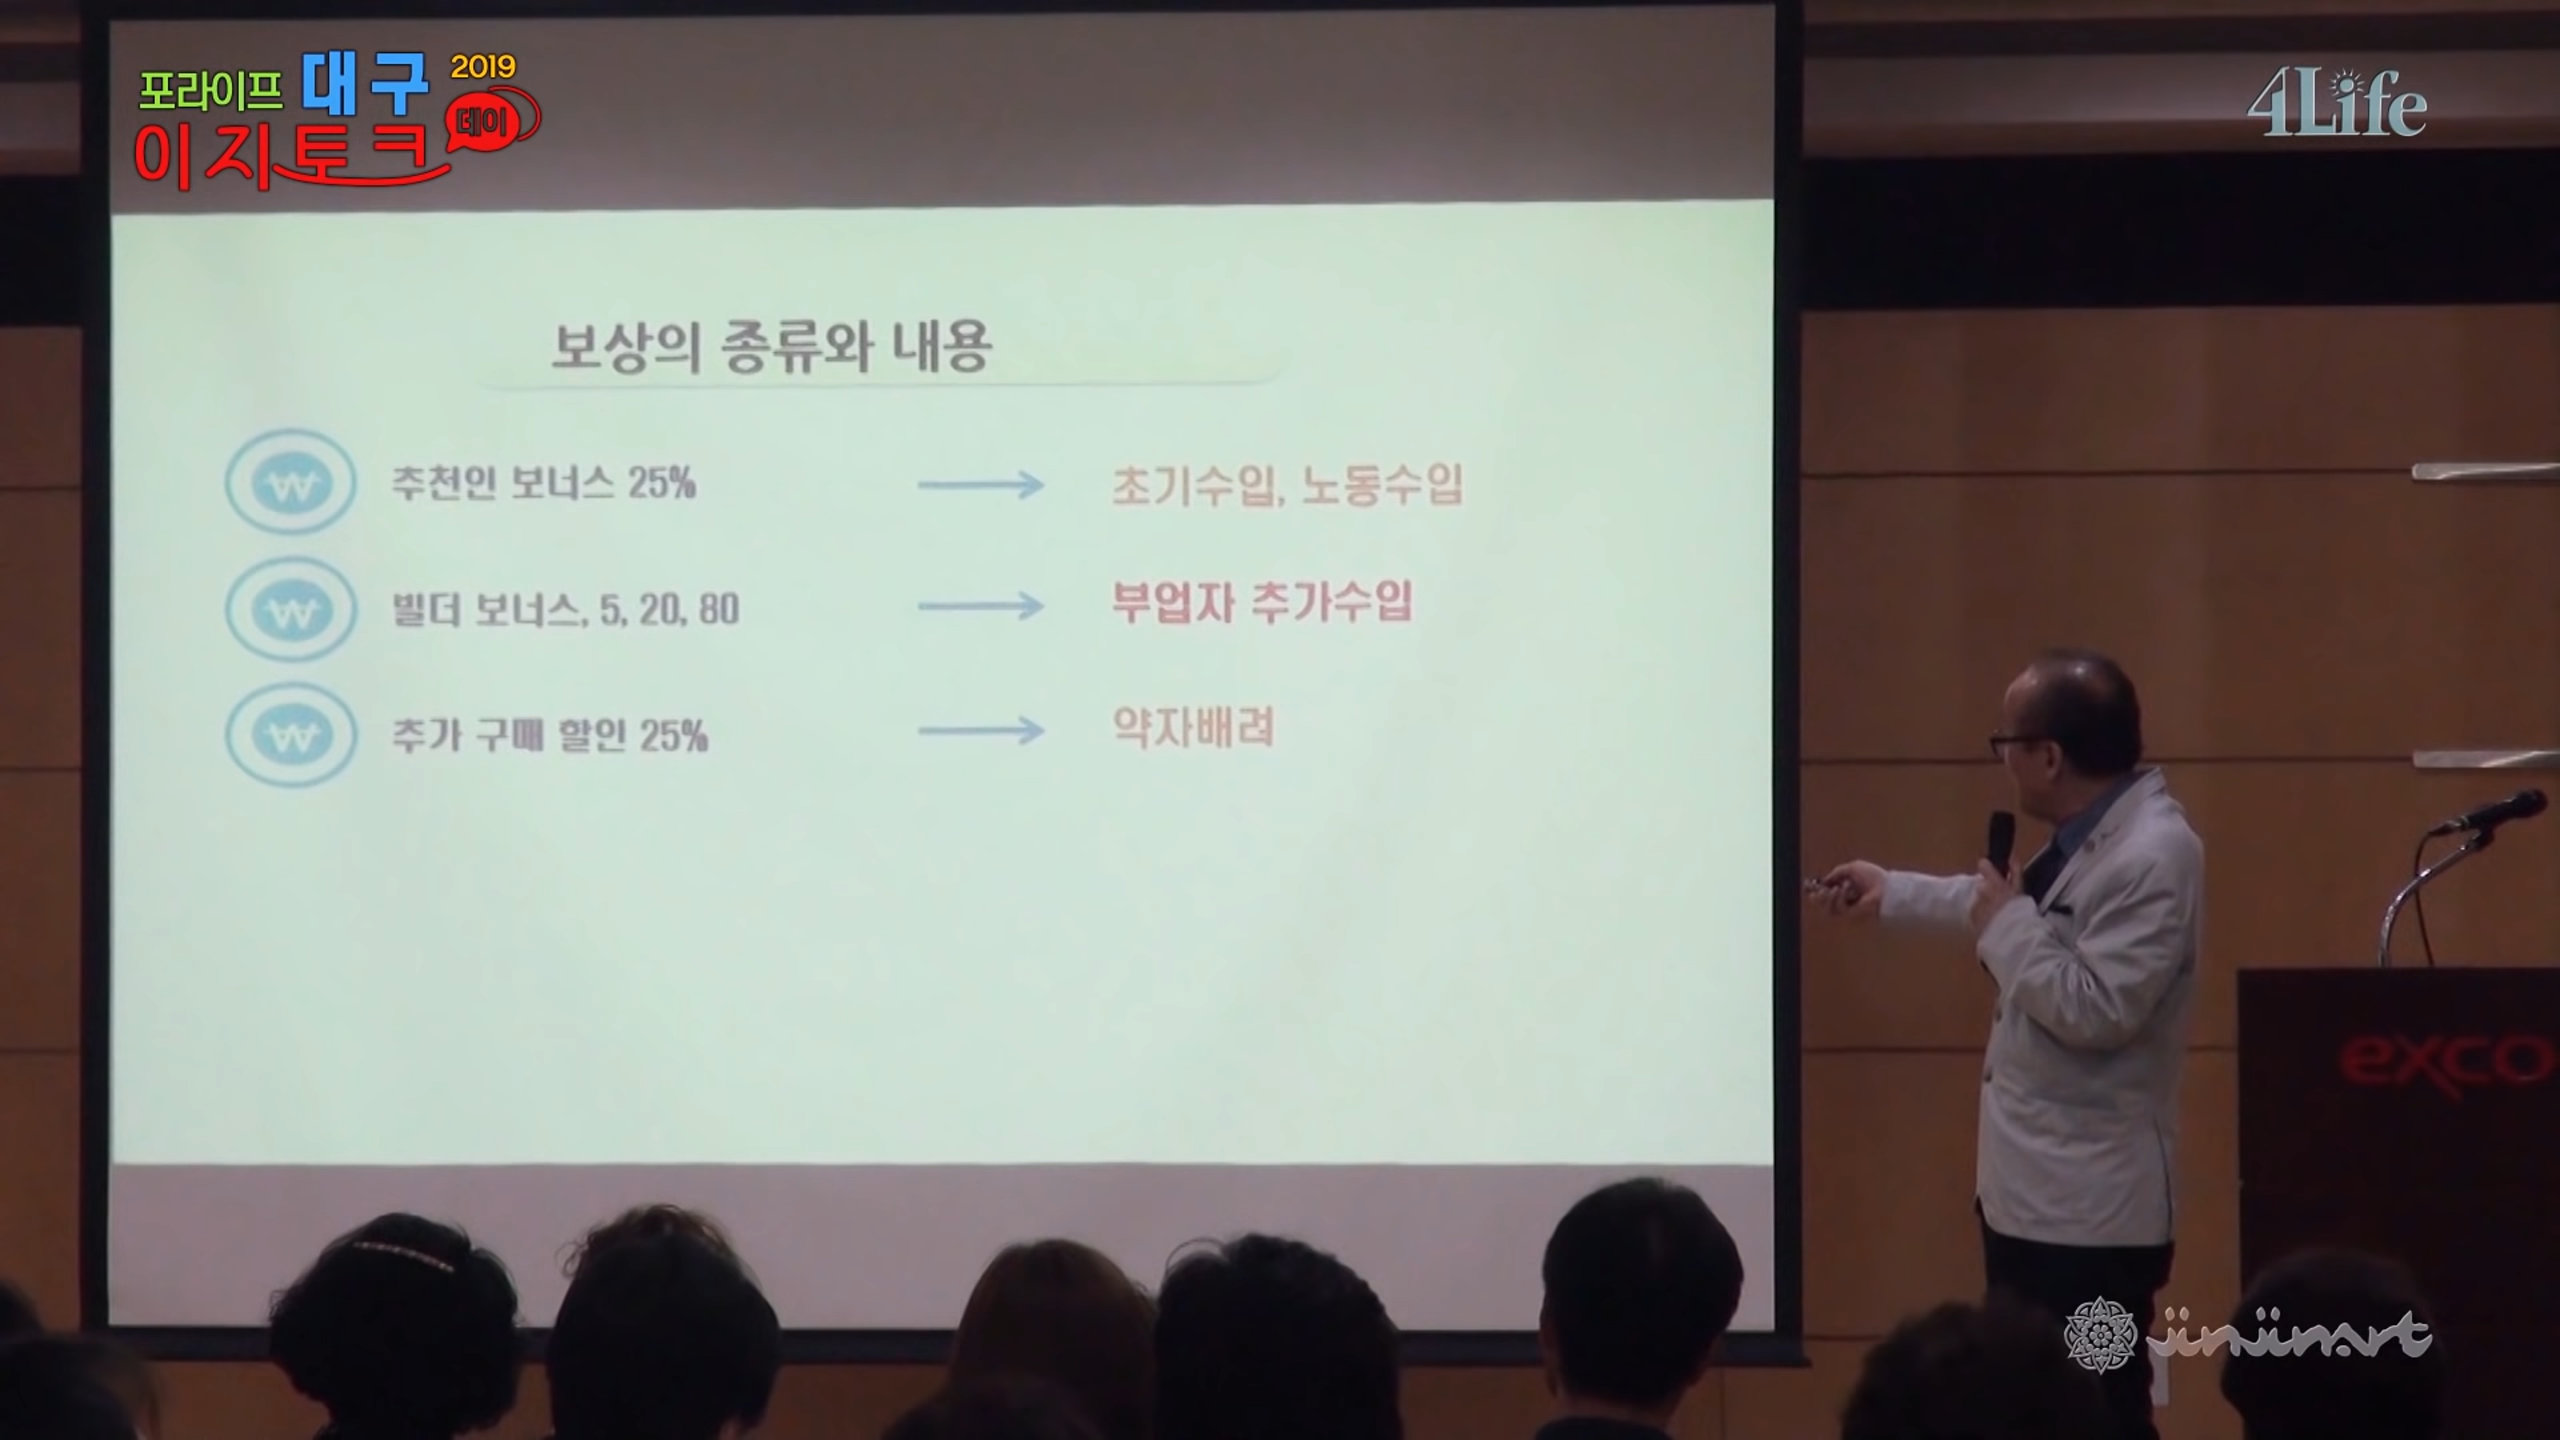 포라이프 대구 2019
이지토크 데이
4Life
보상의 종류와 내용
₩ 추천인 보너스 25% → 초기수입, 노동수입
₩ 빌더 보너스, 5, 20, 80 → 부업자 추가수입
₩ 추가 구매 할인 25% → 약자배려
exco
jinjinart